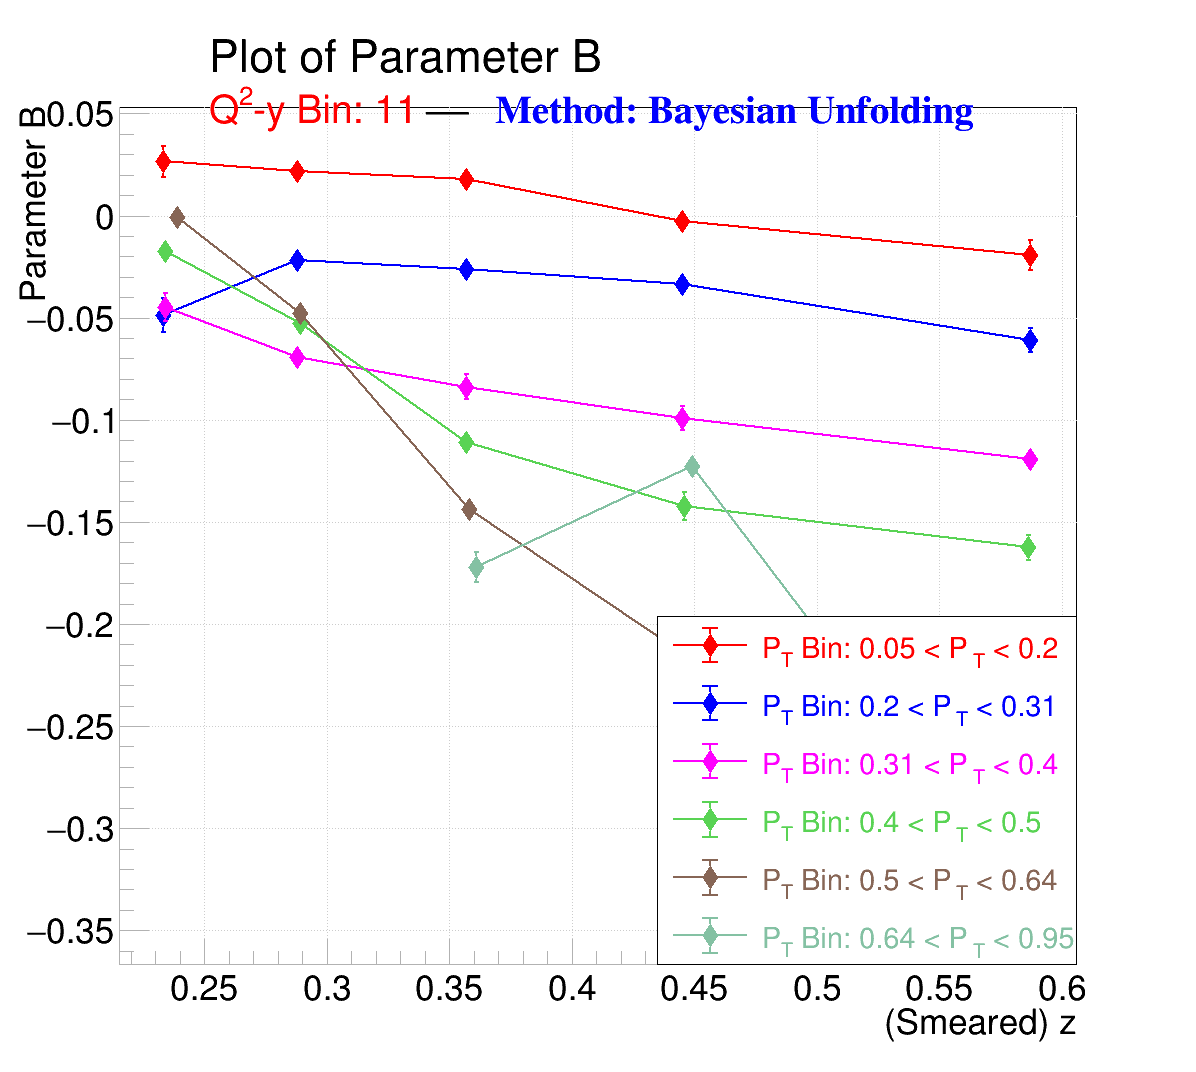 Plot of Parameter B
Q2-y Bin: 11 — Method: Bayesian Unfolding
Parameter B
0.05
0
−0.05
−0.1
−0.15
−0.2
−0.25
−0.3
−0.35
PT Bin: 0.05 < PT < 0.2
PT Bin: 0.2 < PT < 0.31
PT Bin: 0.31 < PT < 0.4
PT Bin: 0.4 < PT < 0.5
PT Bin: 0.5 < PT < 0.64
PT Bin: 0.64 < PT < 0.95
0.25 0.3 0.35 0.4 0.45 0.5 0.55 0.6
(Smeared) z